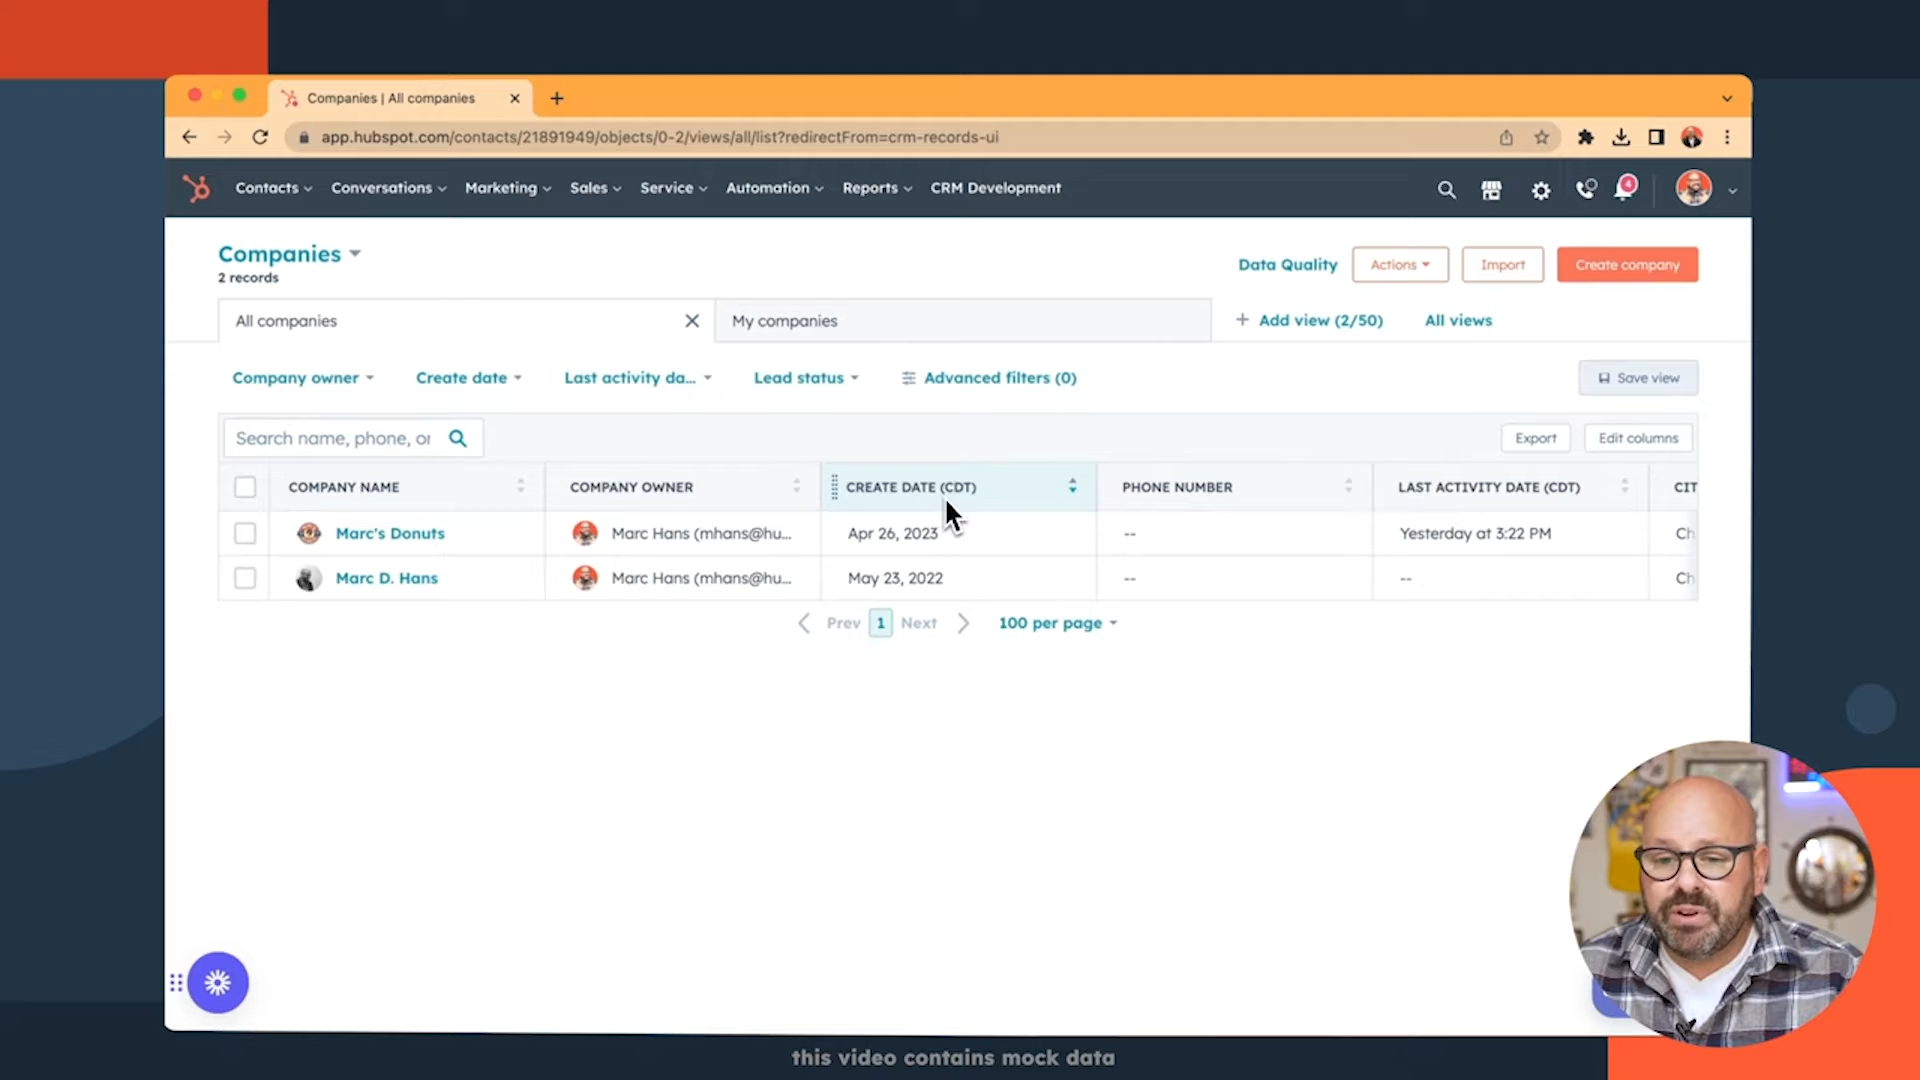 Companies | All companies
app.hubspot.com/contacts/21891949/objects/0-2/views/all/list?redirectFrom=crm-records-ui
Contacts Conversations Marketing Sales Service Automation Reports CRM Development
4
Companies
2 records
Data Quality Actions Import Create company
All companies My companies + Add view (2/50) All views
Company owner Create date Last activity da... Lead status Advanced filters (0) Save view
Search name, phone, or Export Edit columns
COMPANY NAME COMPANY OWNER CREATE DATE (CDT) PHONE NUMBER LAST ACTIVITY DATE (CDT) CIT
Marc's Donuts Marc Hans (mhans@hu... Apr 26, 2023 -- Yesterday at 3:22 PM Ch
Marc D. Hans Marc Hans (mhans@hu... May 23, 2022 -- -- Ch
Prev 1 Next 100 per page
this video contains mock data